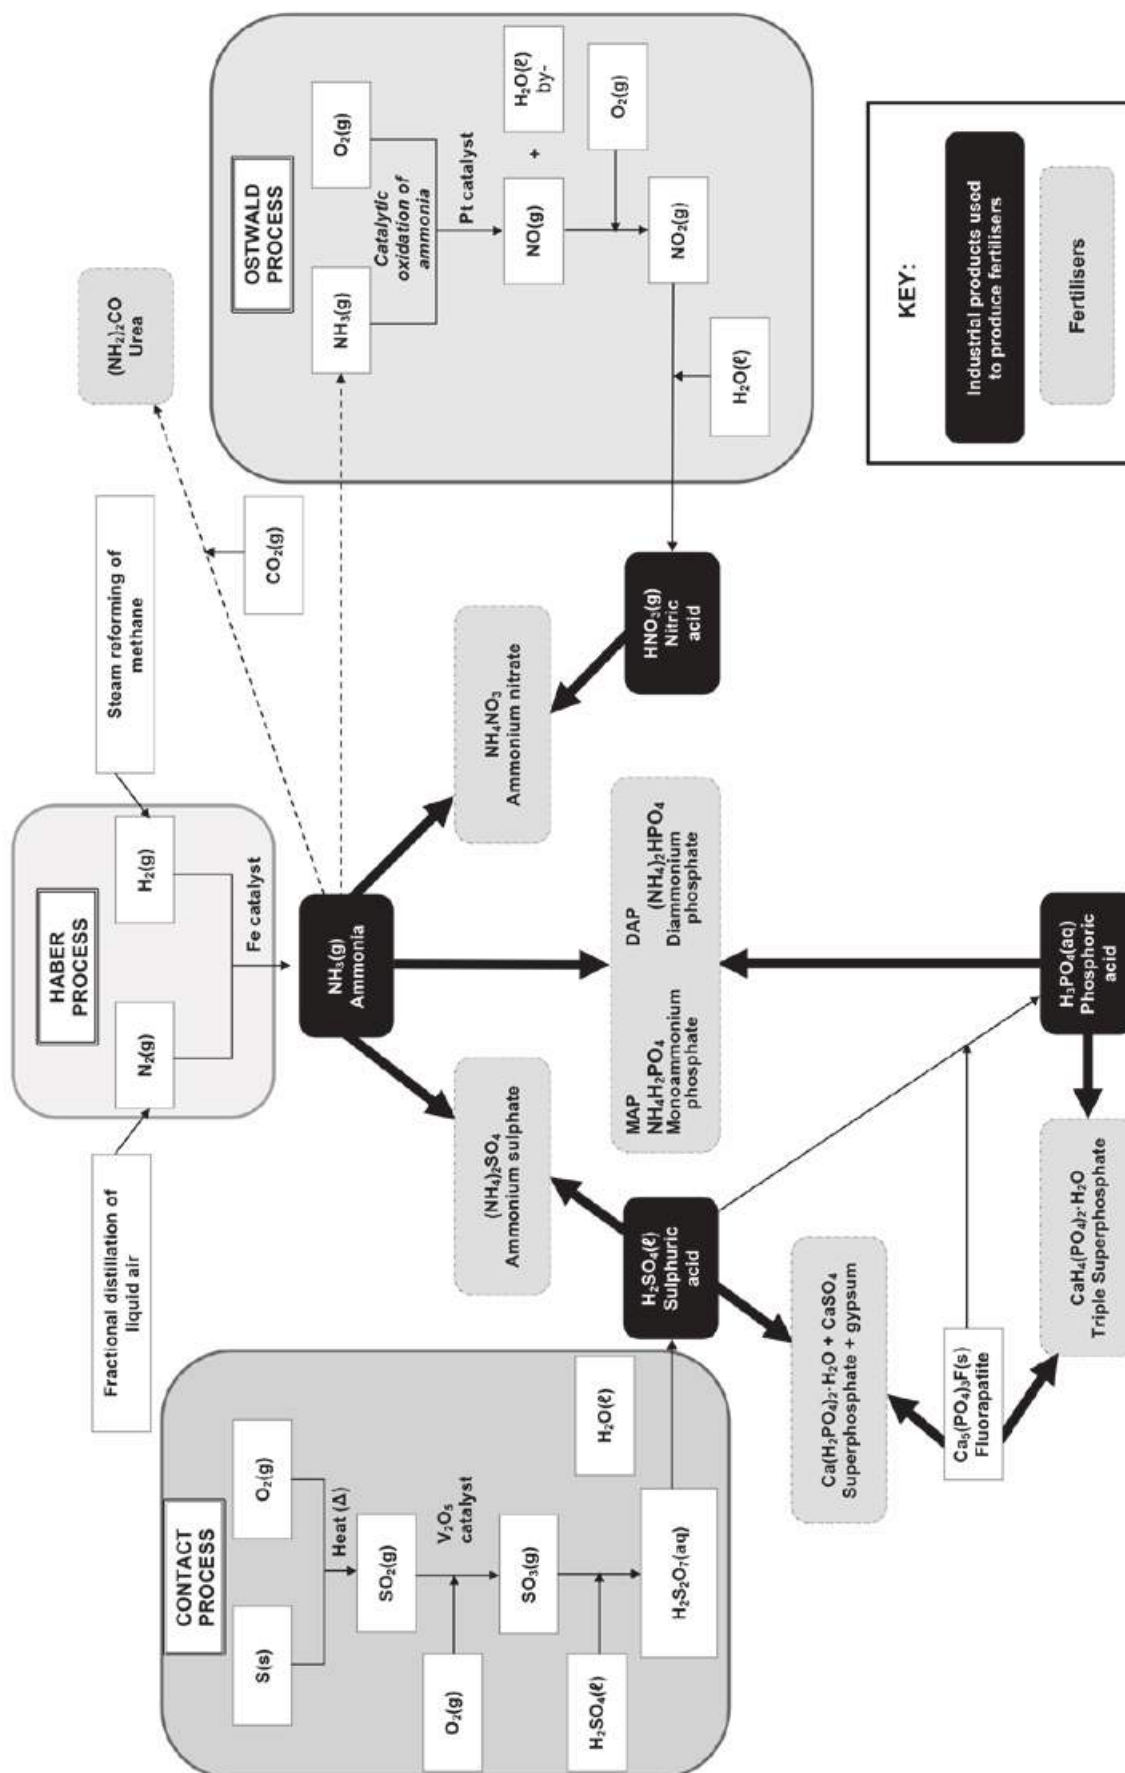 HABER
PROCESS
Fractional distillation of
liquid air
N₂(g)
H₂(g)
Steam reforming of
methane
Fe catalyst
NH₃(g)
Ammonia
CO₂(g)
(NH₂)₂CO
Urea
CONTACT
PROCESS
S(s)
O₂(g)
Heat (Δ)
SO₂(g)
O₂(g)
V₂O₅
catalyst
SO₃(g)
H₂SO₄(ℓ)
H₂S₂O₇(aq)
H₂O(ℓ)
H₂SO₄(ℓ)
Sulphuric
acid
OSTWALD
PROCESS
NH₃(g)
O₂(g)
Catalytic
oxidation of
ammonia
Pt catalyst
NO(g)
+
H₂O(ℓ)
by-
O₂(g)
NO₂(g)
H₂O(ℓ)
HNO₃(g)
Nitric
acid
(NH₄)₂SO₄
Ammonium sulphate
NH₄NO₃
Ammonium nitrate
MAP
NH₄H₂PO₄
Monoammonium
phosphate
DAP
(NH₄)₂HPO₄
Diammonium
phosphate
Ca(H₂PO₄)₂·H₂O + CaSO₄
Superphosphate + gypsum
Ca₅(PO₄)₃F(s)
Fluorapatite
CaH₄(PO₄)₂·H₂O
Triple Superphosphate
H₃PO₄(aq)
Phosphoric
acid
KEY:
Industrial products used
to produce fertilisers
Fertilisers